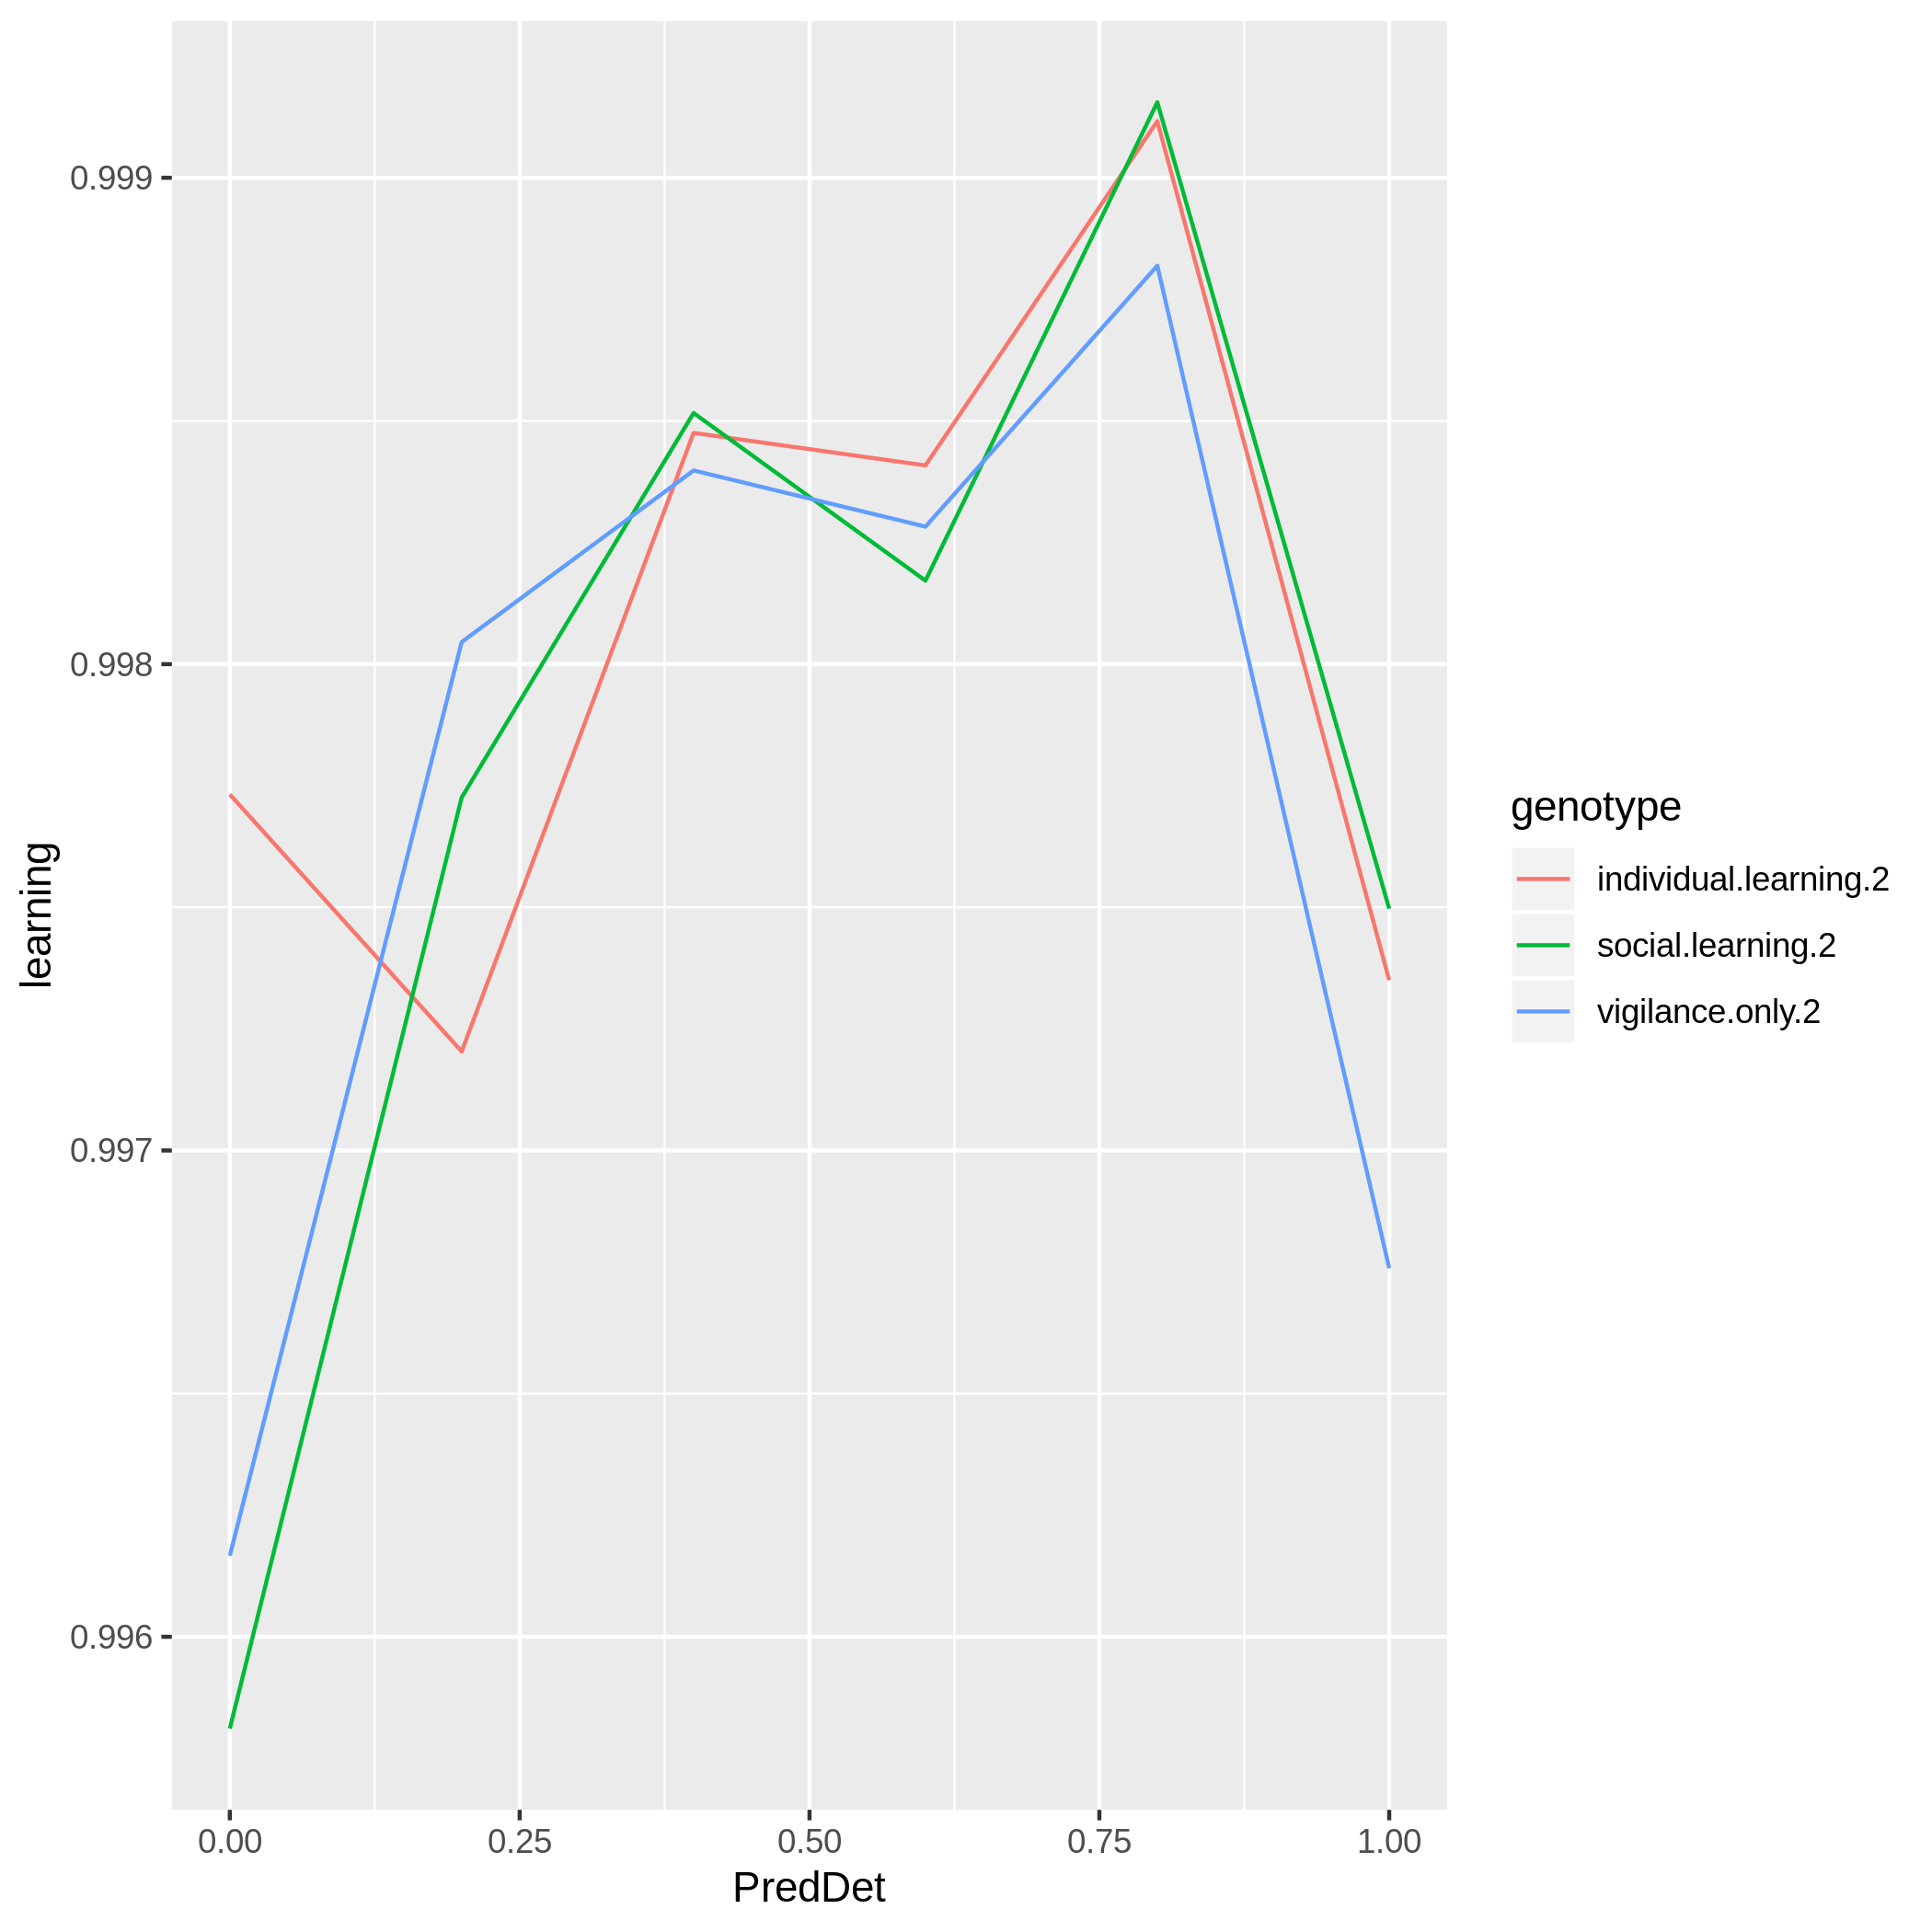 0.999
0.998
0.997
0.996
learning
0.00 0.25 0.50 0.75 1.00
PredDet
genotype
individual.learning.2
social.learning.2
vigilance.only.2